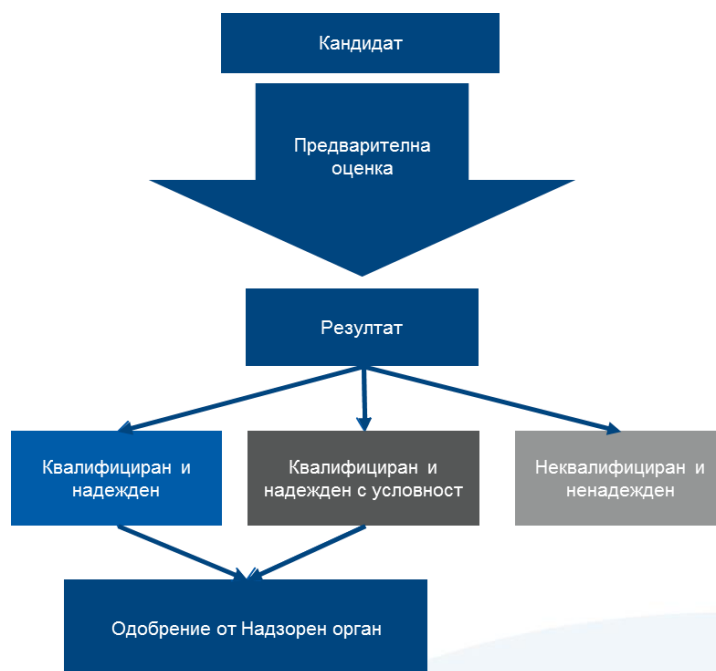 Кандидат
Предварителна
оценка
Резултат
Квалифициран и
надежден
Квалифициран и
надежден с условност
Неквалифициран и
ненадежден
Одобрение от Надзорен орган